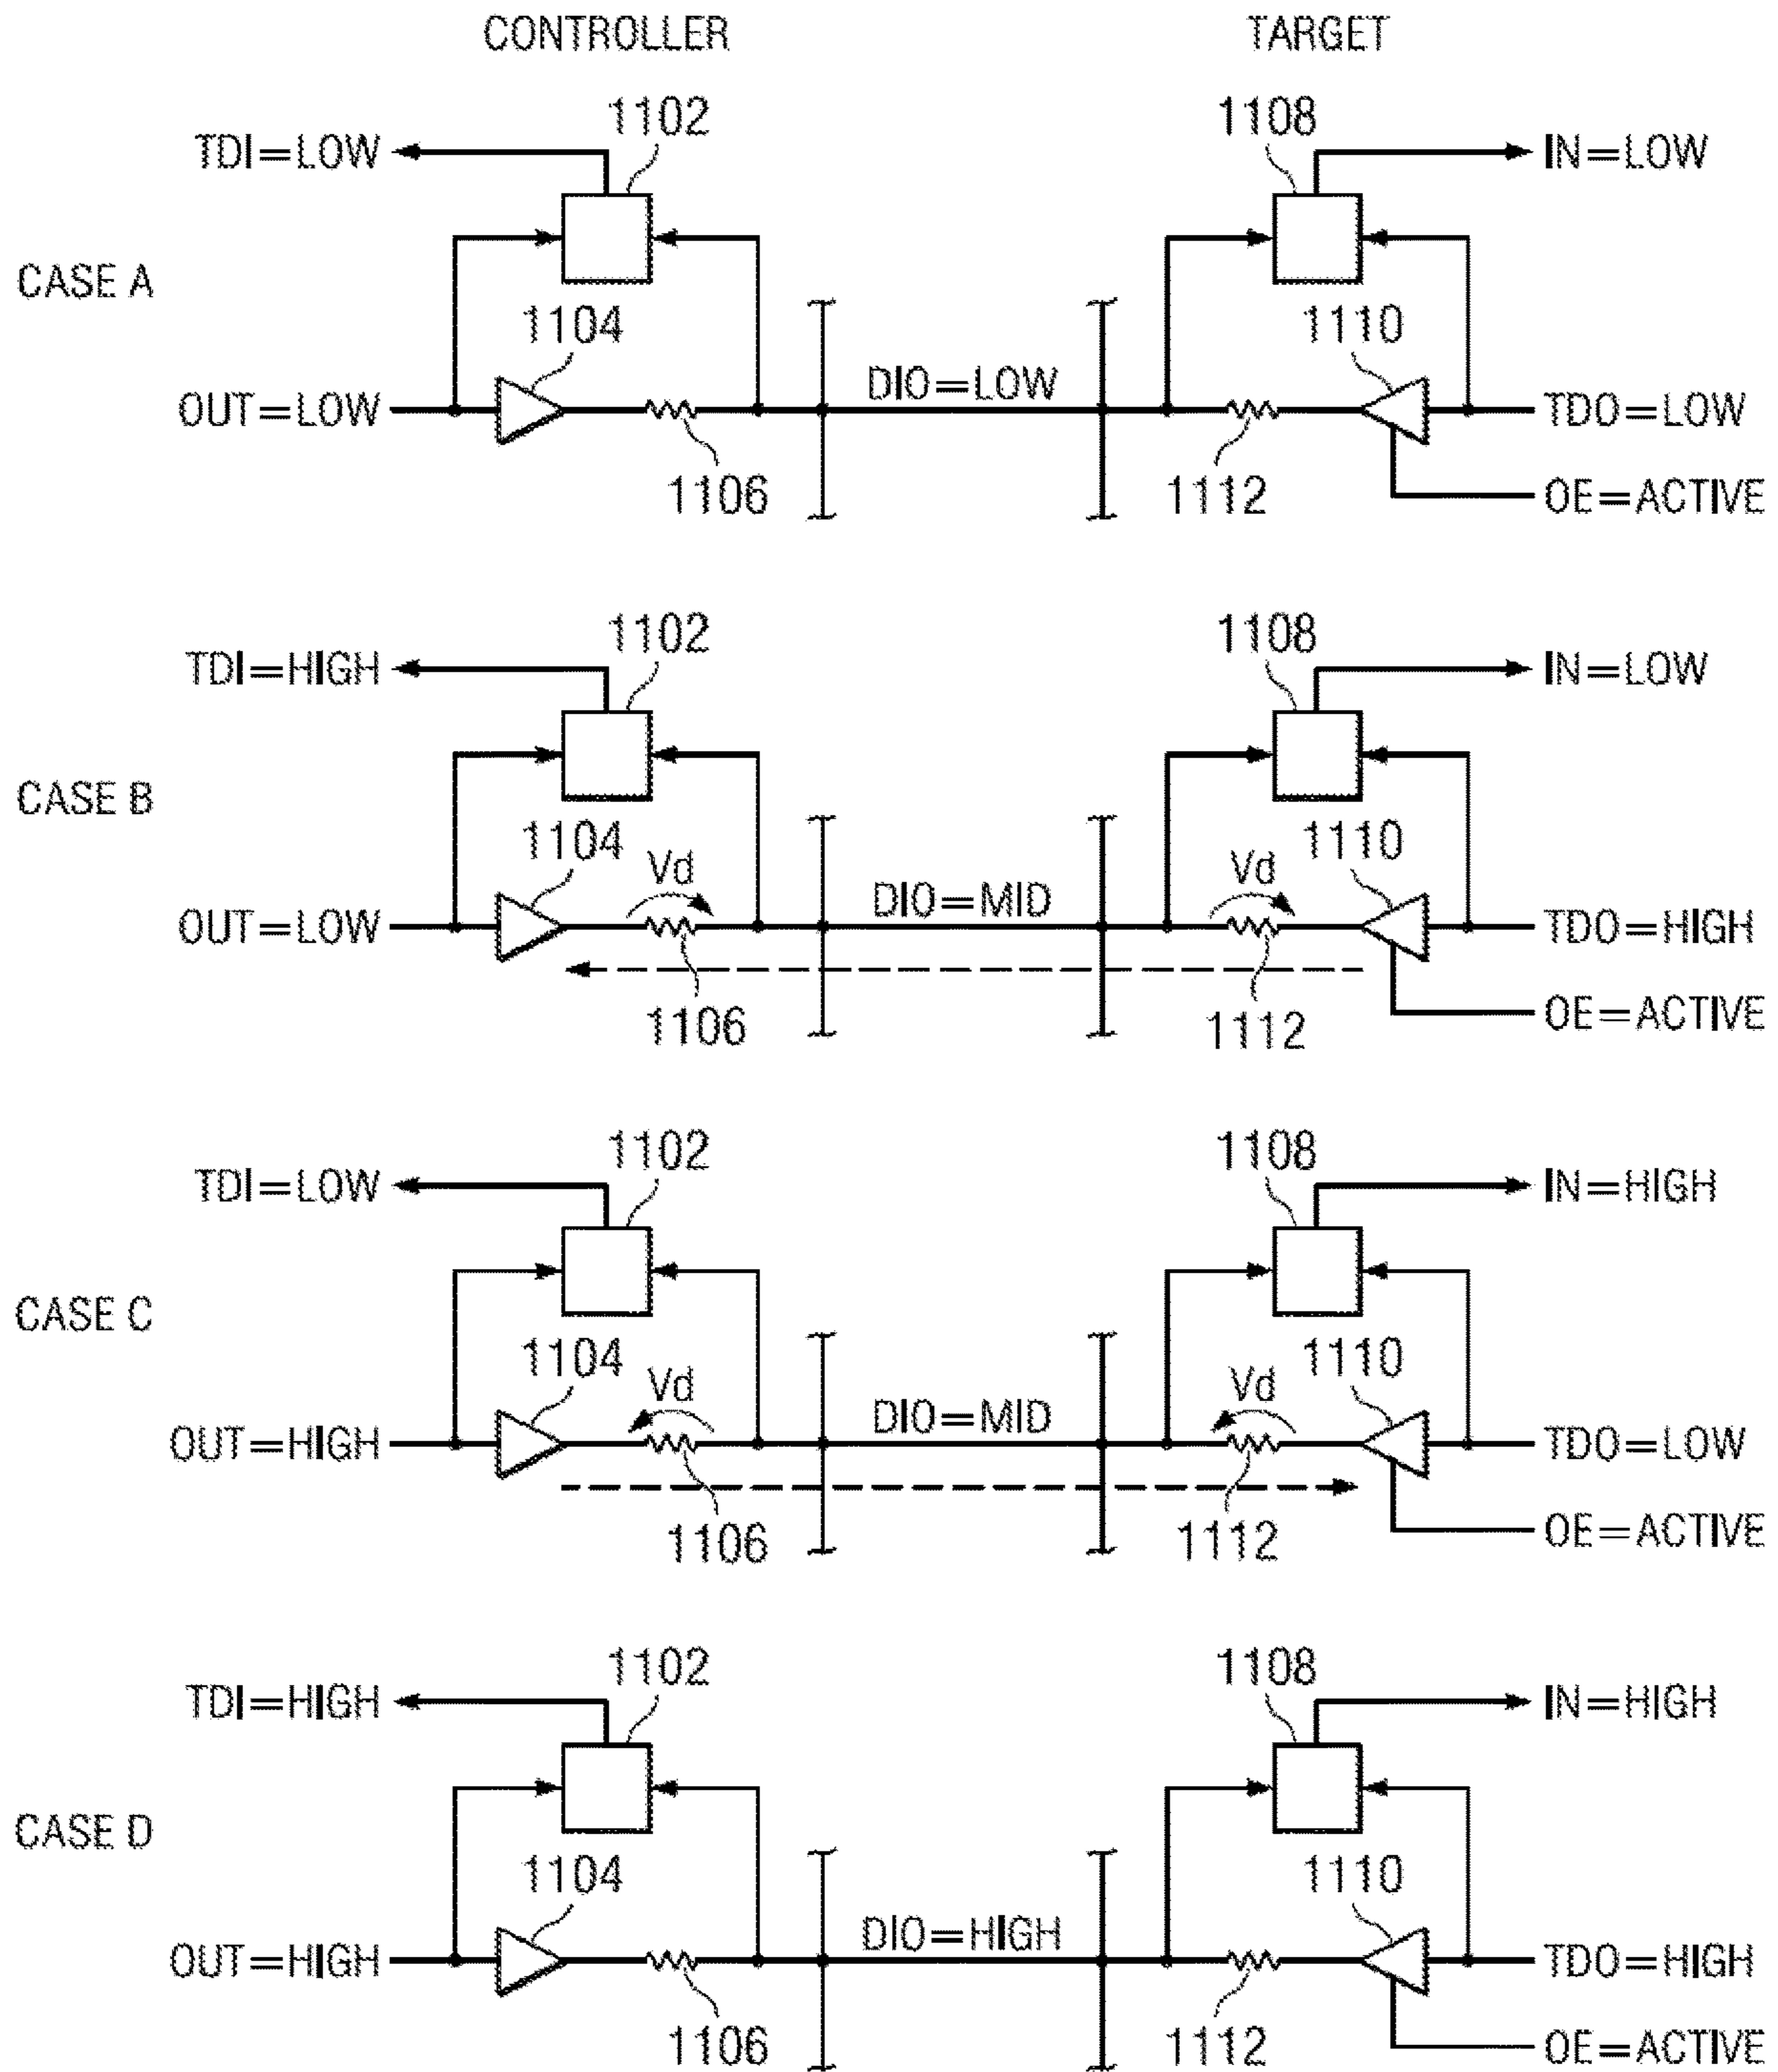 CONTROLLER TARGET
1102 1108
TDI=LOW IN=LOW
CASE A
1104 1110
OUT=LOW DIO=LOW TDO=LOW
1106 1112 OE=ACTIVE
1102 1108
TDI=HIGH IN=LOW
CASE B
1104 1110
Vd Vd
OUT=LOW DIO=MID TDO=HIGH
1106 1112 OE=ACTIVE
1102 1108
TDI=LOW IN=HIGH
CASE C
1104 1110
Vd Vd
OUT=HIGH DIO=MID TDO=LOW
1106 1112 OE=ACTIVE
1102 1108
TDI=HIGH IN=HIGH
CASE D
1104 1110
OUT=HIGH DIO=HIGH TDO=HIGH
1106 1112 OE=ACTIVE